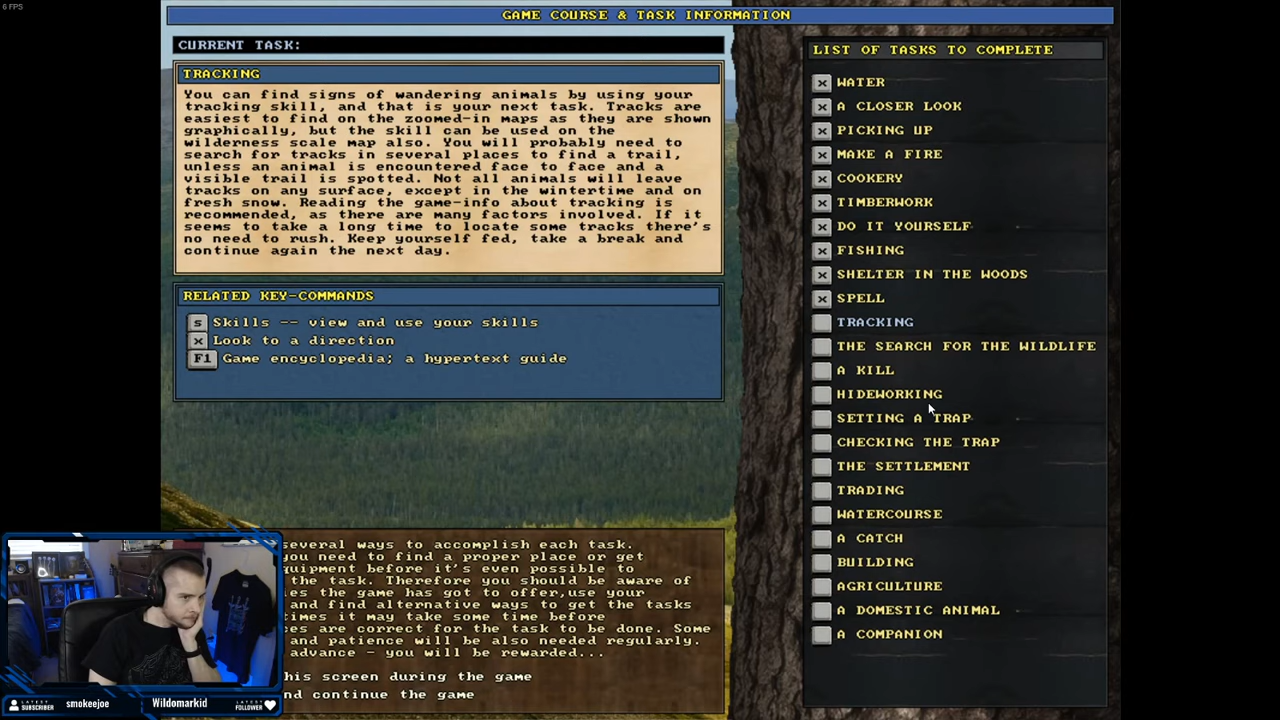 6 FPS
GAME COURSE & TASK INFORMATION
CURRENT TASK:
TRACKING
You can find signs of wandering animals by using your
tracking skill, and that is your next task. Tracks are
easiest to find on the zoomed-in maps as they are shown
graphically, but the skill can be used on the
wilderness scale map also. You will probably need to
search for tracks in several places to find a trail,
unless an animal is encountered face to face and a
visible trail is spotted. Not all animals will leave
tracks on any surface, except in the wintertime and on
fresh snow. Reading the game-info about tracking is
recommended, as there are many factors involved. If it
seems to take a long time to locate some tracks there's
no need to rush. Keep yourself fed, take a break and
continue again the next day.
RELATED KEY-COMMANDS
s Skills -- view and use your skills
x Look to a direction
F1 Game encyclopedia; a hypertext guide
several ways to accomplish each task.
you need to find a proper place or get
quipment before it's even possible to
the task. Therefore you should be aware of
es the game has got to offer,use your
and find alternative ways to get the tasks
times it may take some time before
ces are correct for the task to be done. Some
and patience will be also needed regularly.
advance - you will be rewarded...
his screen during the game
nd continue the game
LIST OF TASKS TO COMPLETE
x WATER
x A CLOSER LOOK
x PICKING UP
x MAKE A FIRE
x COOKERY
x TIMBERWORK
x DO IT YOURSELF
x FISHING
x SHELTER IN THE WOODS
x SPELL
TRACKING
THE SEARCH FOR THE WILDLIFE
A KILL
HIDEWORKING
SETTING A TRAP
CHECKING THE TRAP
THE SETTLEMENT
TRADING
WATERCOURSE
A CATCH
BUILDING
AGRICULTURE
A DOMESTIC ANIMAL
A COMPANION
LATEST SUBSCRIBER smokeejoe
Wildomarkid LATEST FOLLOWER